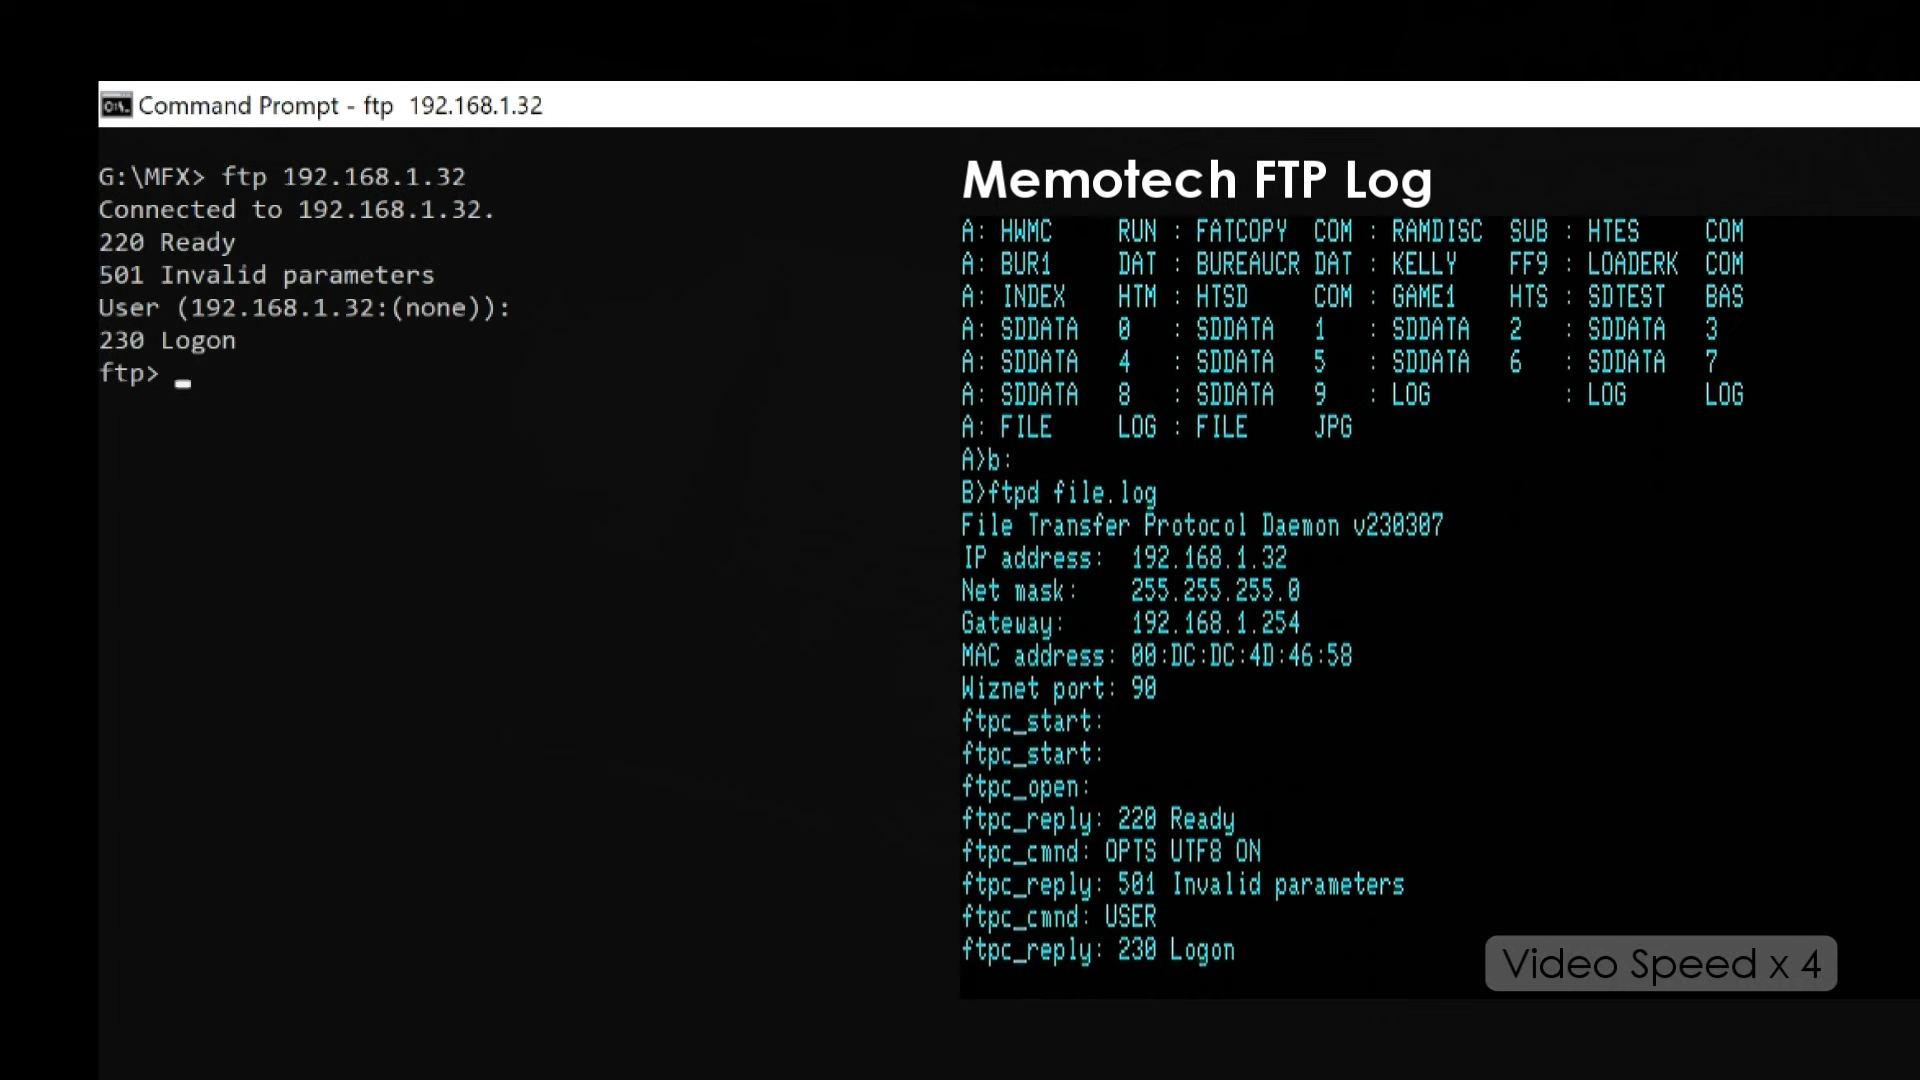 Command Prompt - ftp  192.168.1.32
G:\MFX> ftp 192.168.1.32
Connected to 192.168.1.32.
220 Ready
501 Invalid parameters
User (192.168.1.32:(none)):
230 Logon
ftp>
Memotech FTP Log
A: HWMC     RUN : FATCOPY  COM : RAMDISC  SUB : HTES     COM
A: BUR1     DAT : BUREAUCR DAT : KELLY    FF9 : LOADERK  COM
A: INDEX    HTM : HTSD     COM : GAME1    HTS : SDTEST   BAS
A: SDDATA   0   : SDDATA   1   : SDDATA   2   : SDDATA   3
A: SDDATA   4   : SDDATA   5   : SDDATA   6   : SDDATA   7
A: SDDATA   8   : SDDATA   9   : LOG          : LOG      LOG
A: FILE     LOG : FILE     JPG
A>b:
B>ftpd file.log
File Transfer Protocol Daemon v230307
IP address:  192.168.1.32
Net mask:    255.255.255.0
Gateway:     192.168.1.254
MAC address: 00:DC:DC:4D:46:58
Wiznet port: 90
ftpc_start:
ftpc_start:
ftpc_open:
ftpc_reply: 220 Ready
ftpc_cmnd: OPTS UTF8 ON
ftpc_reply: 501 Invalid parameters
ftpc_cmnd: USER
ftpc_reply: 230 Logon
Video Speed x 4